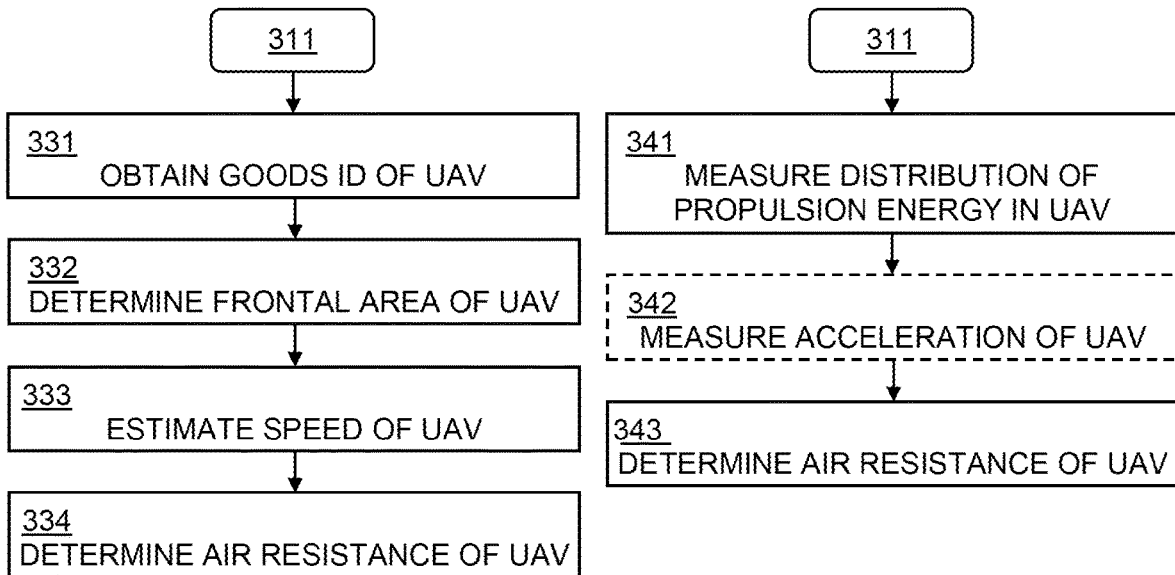 311
331
OBTAIN GOODS ID OF UAV
332
DETERMINE FRONTAL AREA OF UAV
333
ESTIMATE SPEED OF UAV
334
DETERMINE AIR RESISTANCE OF UAV
311
341
MEASURE DISTRIBUTION OF
PROPULSION ENERGY IN UAV
342
MEASURE ACCELERATION OF UAV
343
DETERMINE AIR RESISTANCE OF UAV